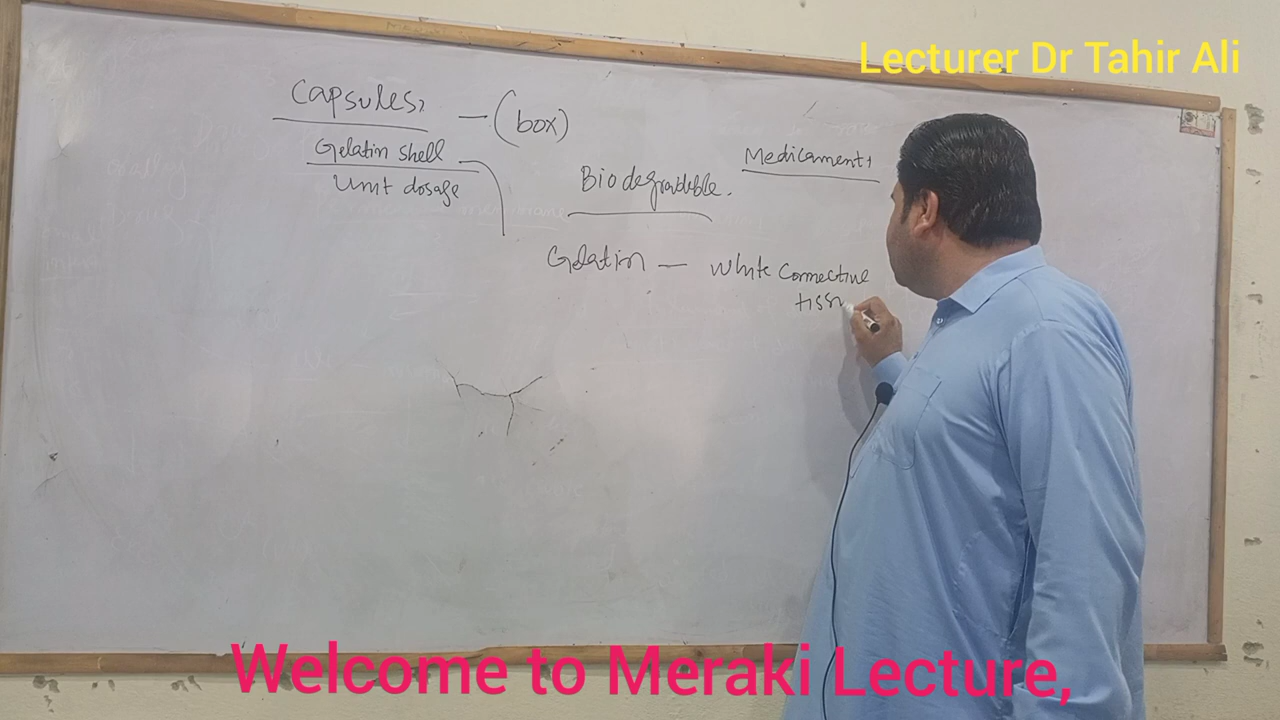 Lecturer Dr Tahir Ali
Capsules, — (box)
Gelatin shell
Unit dosage
Medicament,
Biodegradable.
Gelatin — White Connective
tissu
Welcome to Meraki Lecture,